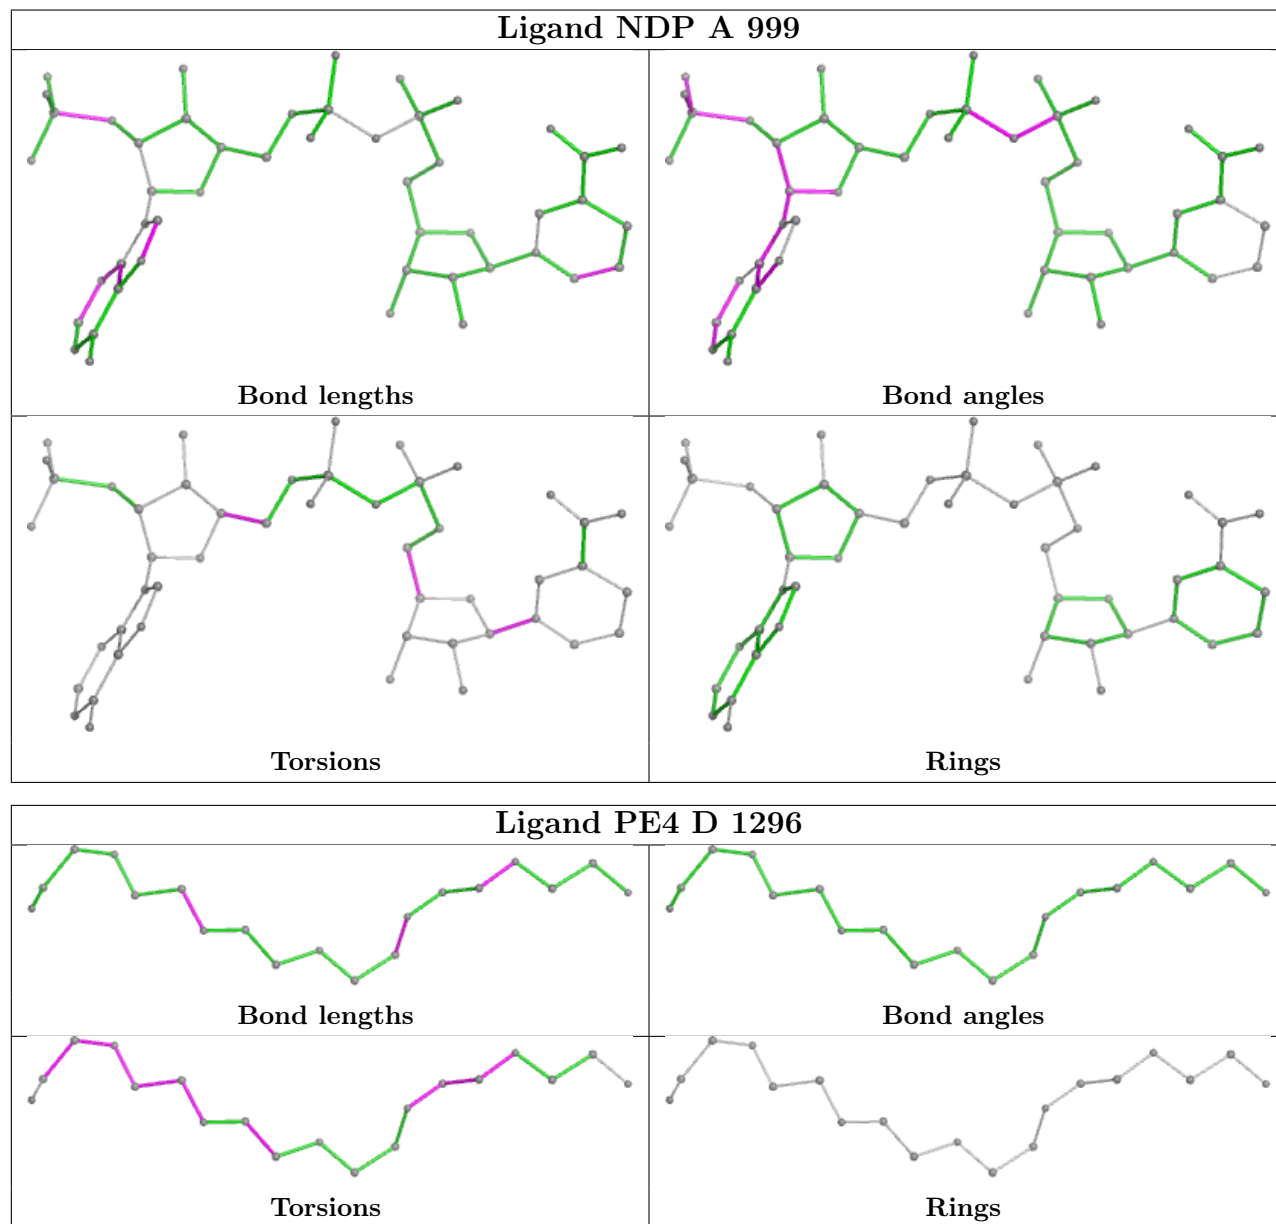 Ligand NDP A 999
Bond lengths
Bond angles
Torsions
Rings
Ligand PE4 D 1296
Bond lengths
Bond angles
Torsions
Rings